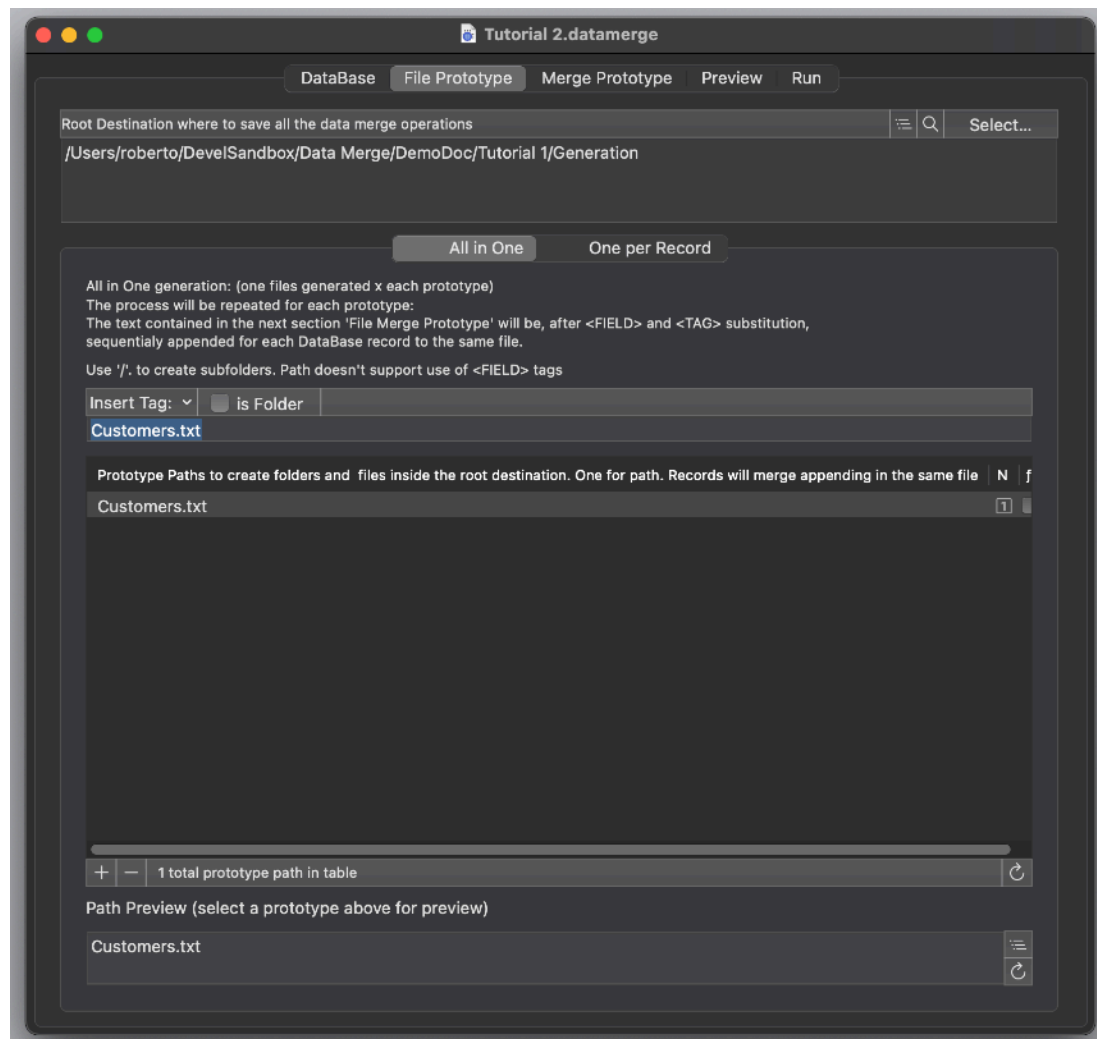 Tutorial 2.datamerge
DataBase File Prototype Merge Prototype Preview Run
Root Destination where to save all the data merge operations Select...
/Users/roberto/DevelSandbox/Data Merge/DemoDoc/Tutorial 1/Generation
All in One One per Record
All in One generation: (one files generated x each prototype)
The process will be repeated for each prototype:
The text contained in the next section 'File Merge Prototype' will be, after <FIELD> and <TAG> substitution,
sequentialy appended for each DataBase record to the same file.
Use '/'. to create subfolders. Path doesn't support use of <FIELD> tags
Insert Tag: is Folder
Customers.txt
Prototype Paths to create folders and files inside the root destination. One for path. Records will merge appending in the same file N f
Customers.txt 1
+ − 1 total prototype path in table
Path Preview (select a prototype above for preview)
Customers.txt